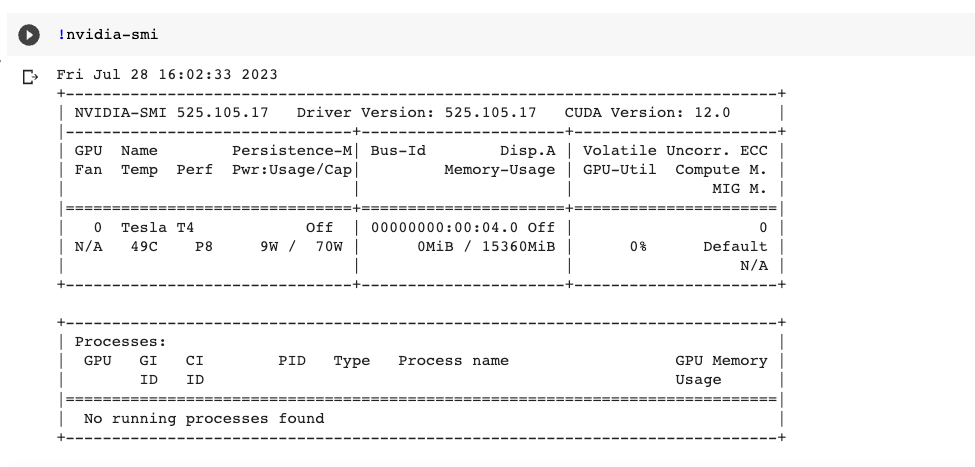 !nvidia-smi
Fri Jul 28 16:02:33 2023
+-----------------------------------------------------------------------------+
| NVIDIA-SMI 525.105.17   Driver Version: 525.105.17   CUDA Version: 12.0     |
|-------------------------------+----------------------+----------------------+
| GPU  Name        Persistence-M| Bus-Id        Disp.A | Volatile Uncorr. ECC |
| Fan  Temp  Perf  Pwr:Usage/Cap|         Memory-Usage | GPU-Util  Compute M. |
|                               |                      |               MIG M. |
|===============================+======================+======================|
|   0  Tesla T4            Off  | 00000000:00:04.0 Off |                    0 |
| N/A   49C    P8     9W /  70W |      0MiB / 15360MiB |      0%      Default |
|                               |                      |                  N/A |
+-------------------------------+----------------------+----------------------+

+-----------------------------------------------------------------------------+
| Processes:                                                                  |
|  GPU   GI   CI        PID   Type   Process name                  GPU Memory |
|        ID   ID                                                   Usage      |
|=============================================================================|
|  No running processes found                                                 |
+-----------------------------------------------------------------------------+